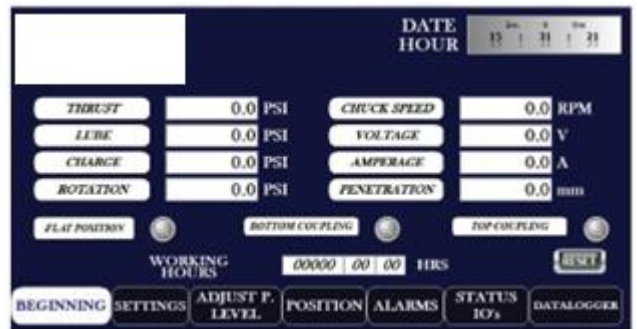 DATE
HOUR
15 : 31 : 31
THRUST 0.0 PSI CHUCK SPEED 0.0 RPM
LUBE 0.0 PSI VOLTAGE 0.0 V
CHARGE 0.0 PSI AMPERAGE 0.0 A
ROTATION 0.0 PSI PENETRATION 0.0 mm
FLAT POSITION BOTTOM COUPLING TOP COUPLING
WORKING
HOURS 00000 00 00 HRS RESET
BEGINNING SETTINGS ADJUST P. LEVEL POSITION ALARMS STATUS IO's DATALOGGER